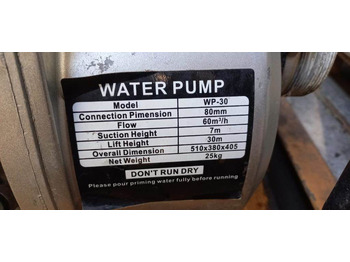 WATER PUMP
Model WP-30
Connection Pimension 80mm
Flow 60m³/h
Suction Height 7m
Lift Height 30m
Overall Dimension 510x380x405
Net Weight 25kg
DON'T RUN DRY
Please pour priming water fully before running